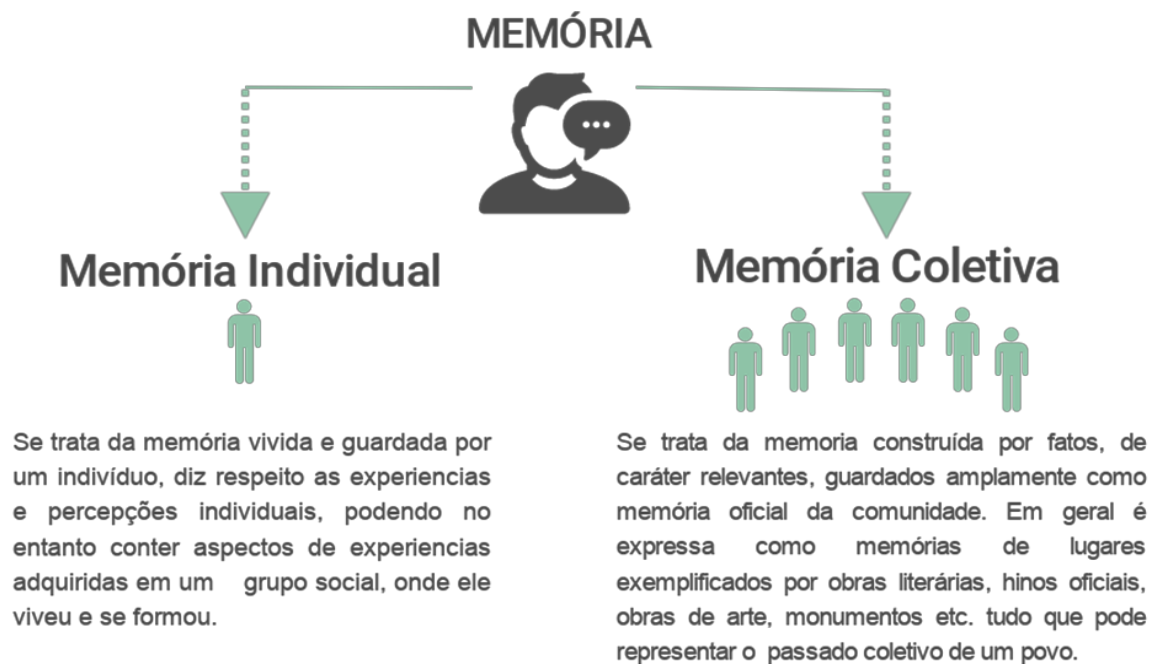 MEMÓRIA
Memória Individual
Se trata da memória vivida e guardada por
um indivíduo, diz respeito as experiencias
e percepções individuais, podendo no
entanto conter aspectos de experiencias
adquiridas em um grupo social, onde ele
viveu e se formou.
Memória Coletiva
Se trata da memoria construída por fatos, de
caráter relevantes, guardados amplamente como
memória oficial da comunidade. Em geral é
expressa como memórias de lugares
exemplificados por obras literárias, hinos oficiais,
obras de arte, monumentos etc. tudo que pode
representar o passado coletivo de um povo.